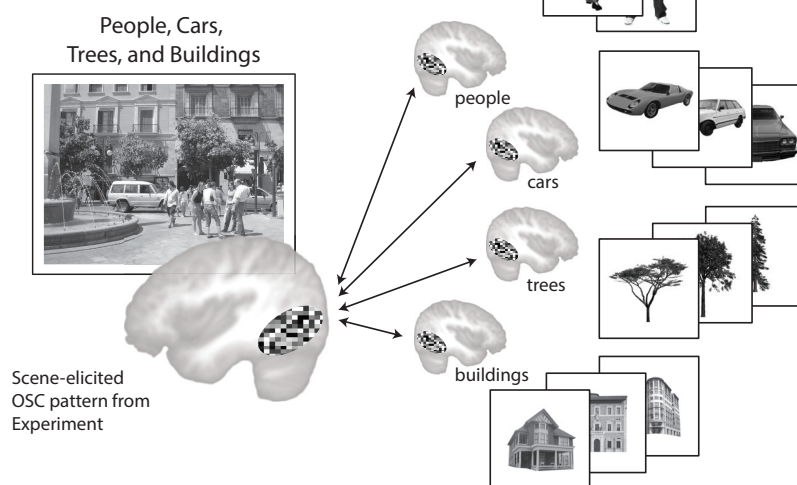 People, Cars,
Trees, and Buildings
people
cars
trees
buildings
Scene-elicited
OSC pattern from
Experiment